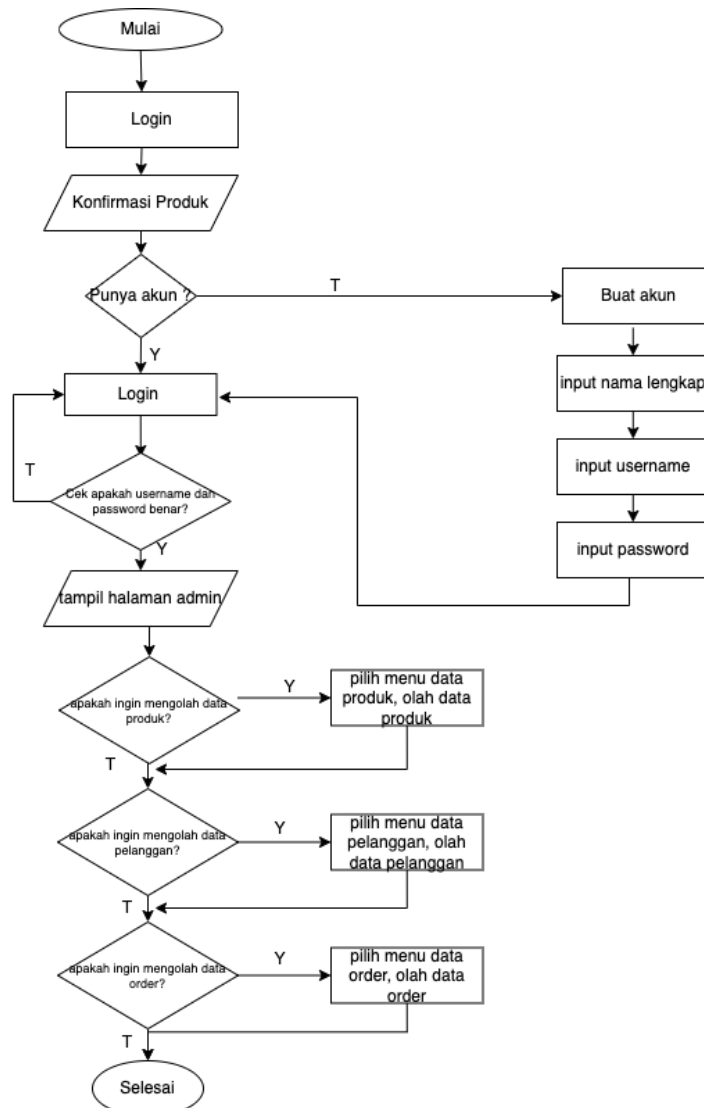 Mulai
Login
Konfirmasi Produk
Punya akun ?
T
Buat akun
Y
Login
input nama lengkap
T
Cek apakah username dan
password benar?
input username
Y
input password
tampil halaman admin
apakah ingin mengolah data
produk?
Y
pilih menu data
produk, olah data
produk
T
apakah ingin mengolah data
pelanggan?
Y
pilih menu data
pelanggan, olah
data pelanggan
T
apakah ingin mengolah data
order?
Y
pilih menu data
order, olah data
order
T
Selesai